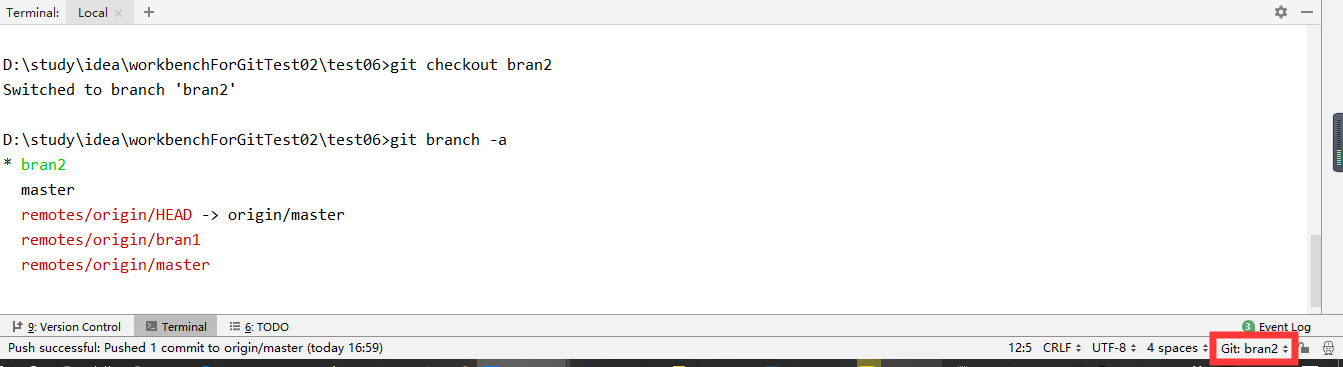 Terminal: Local × +
D:\study\idea\workbenchForGitTest02\test06>git checkout bran2
Switched to branch 'bran2'
D:\study\idea\workbenchForGitTest02\test06>git branch -a
* bran2
master
remotes/origin/HEAD -> origin/master
remotes/origin/bran1
remotes/origin/master
9: Version Control Terminal 6: TODO 3 Event Log
Push successful: Pushed 1 commit to origin/master (today 16:59) 12:5 CRLF UTF-8 4 spaces Git: bran2